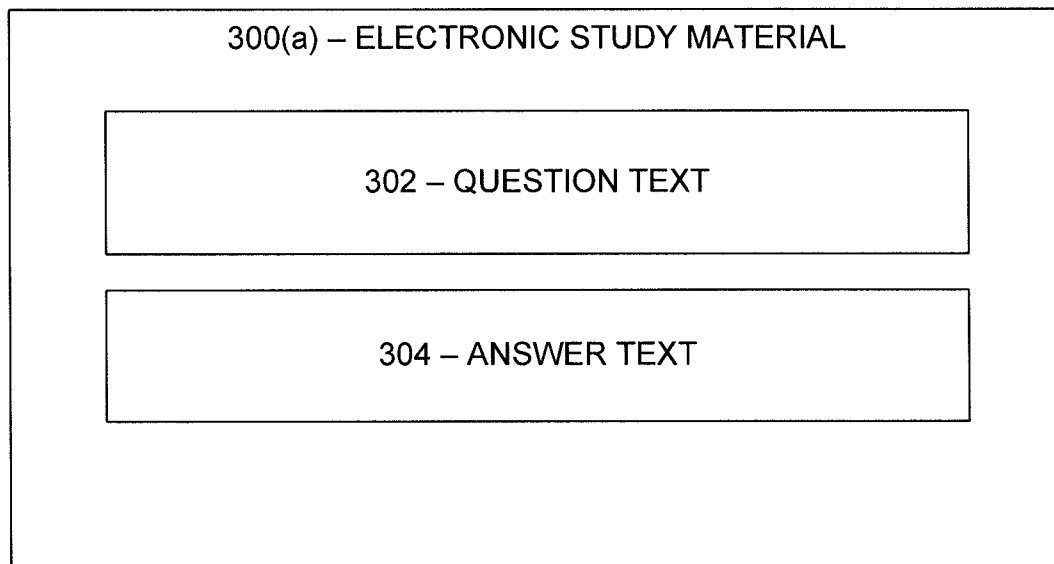 300(a) – ELECTRONIC STUDY MATERIAL
302 – QUESTION TEXT
304 – ANSWER TEXT